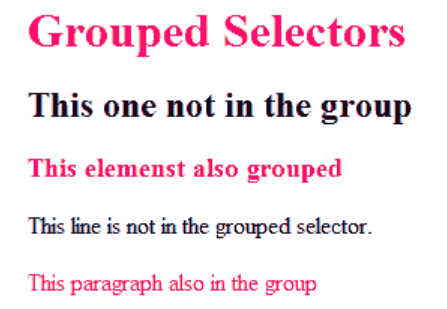 Grouped Selectors
This one not in the group
This elemenst also grouped
This line is not in the grouped selector.
This paragraph also in the group